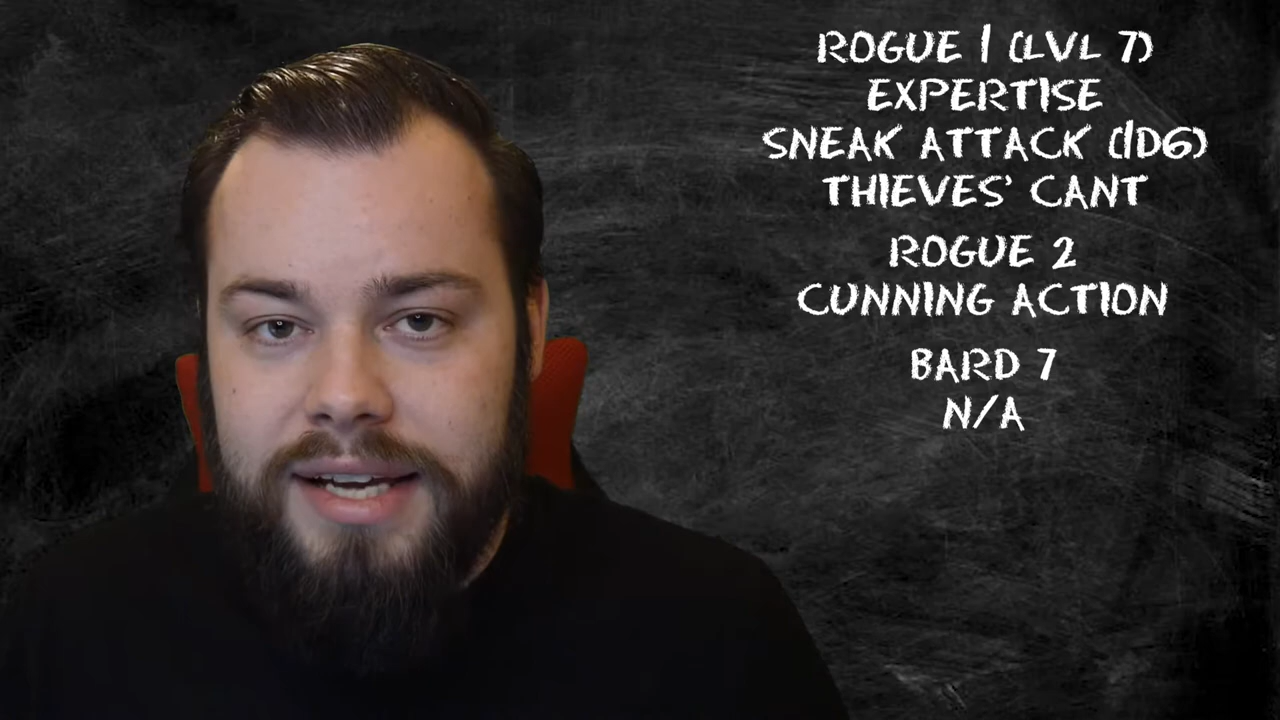 ROGUE 1 (LVL 7)
EXPERTISE
SNEAK ATTACK (1D6)
THIEVES' CANT
ROGUE 2
CUNNING ACTION
BARD 7
N/A